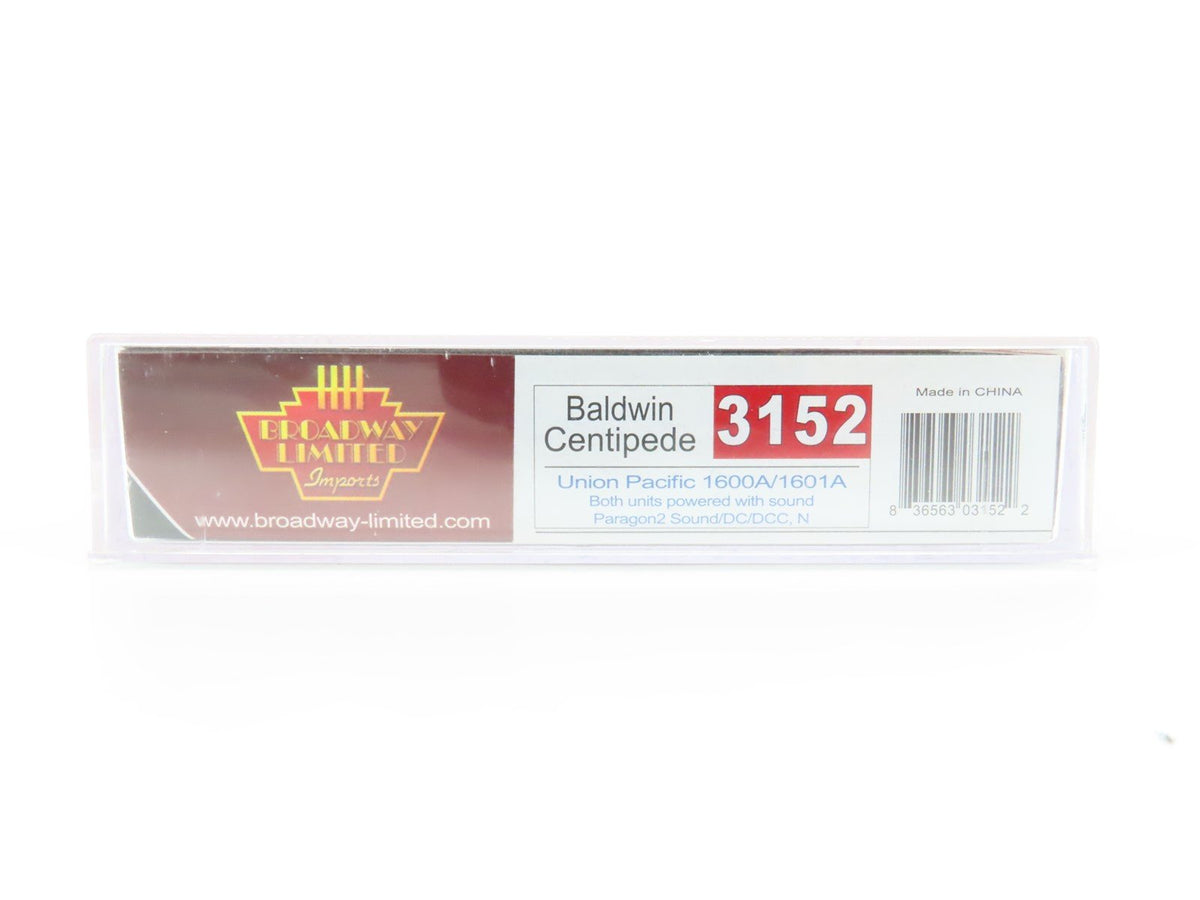 BROADWAY
LIMITED
Imports
www.broadway-limited.com
Baldwin
Centipede
3152
Union Pacific 1600A/1601A
Both units powered with sound
Paragon2 Sound/DC/DCC, N
Made in CHINA
8 36563 03152 2